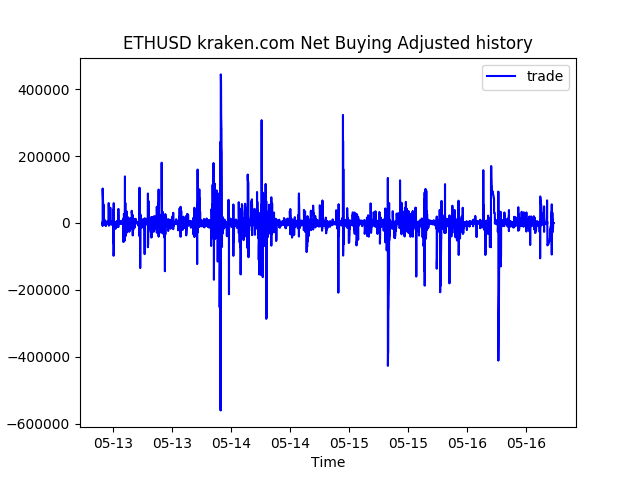 ETHUSD kraken.com Net Buying Adjusted history
trade
400000
200000
0
−200000
−400000
−600000
05-13 05-13 05-14 05-14 05-15 05-15 05-16 05-16
Time